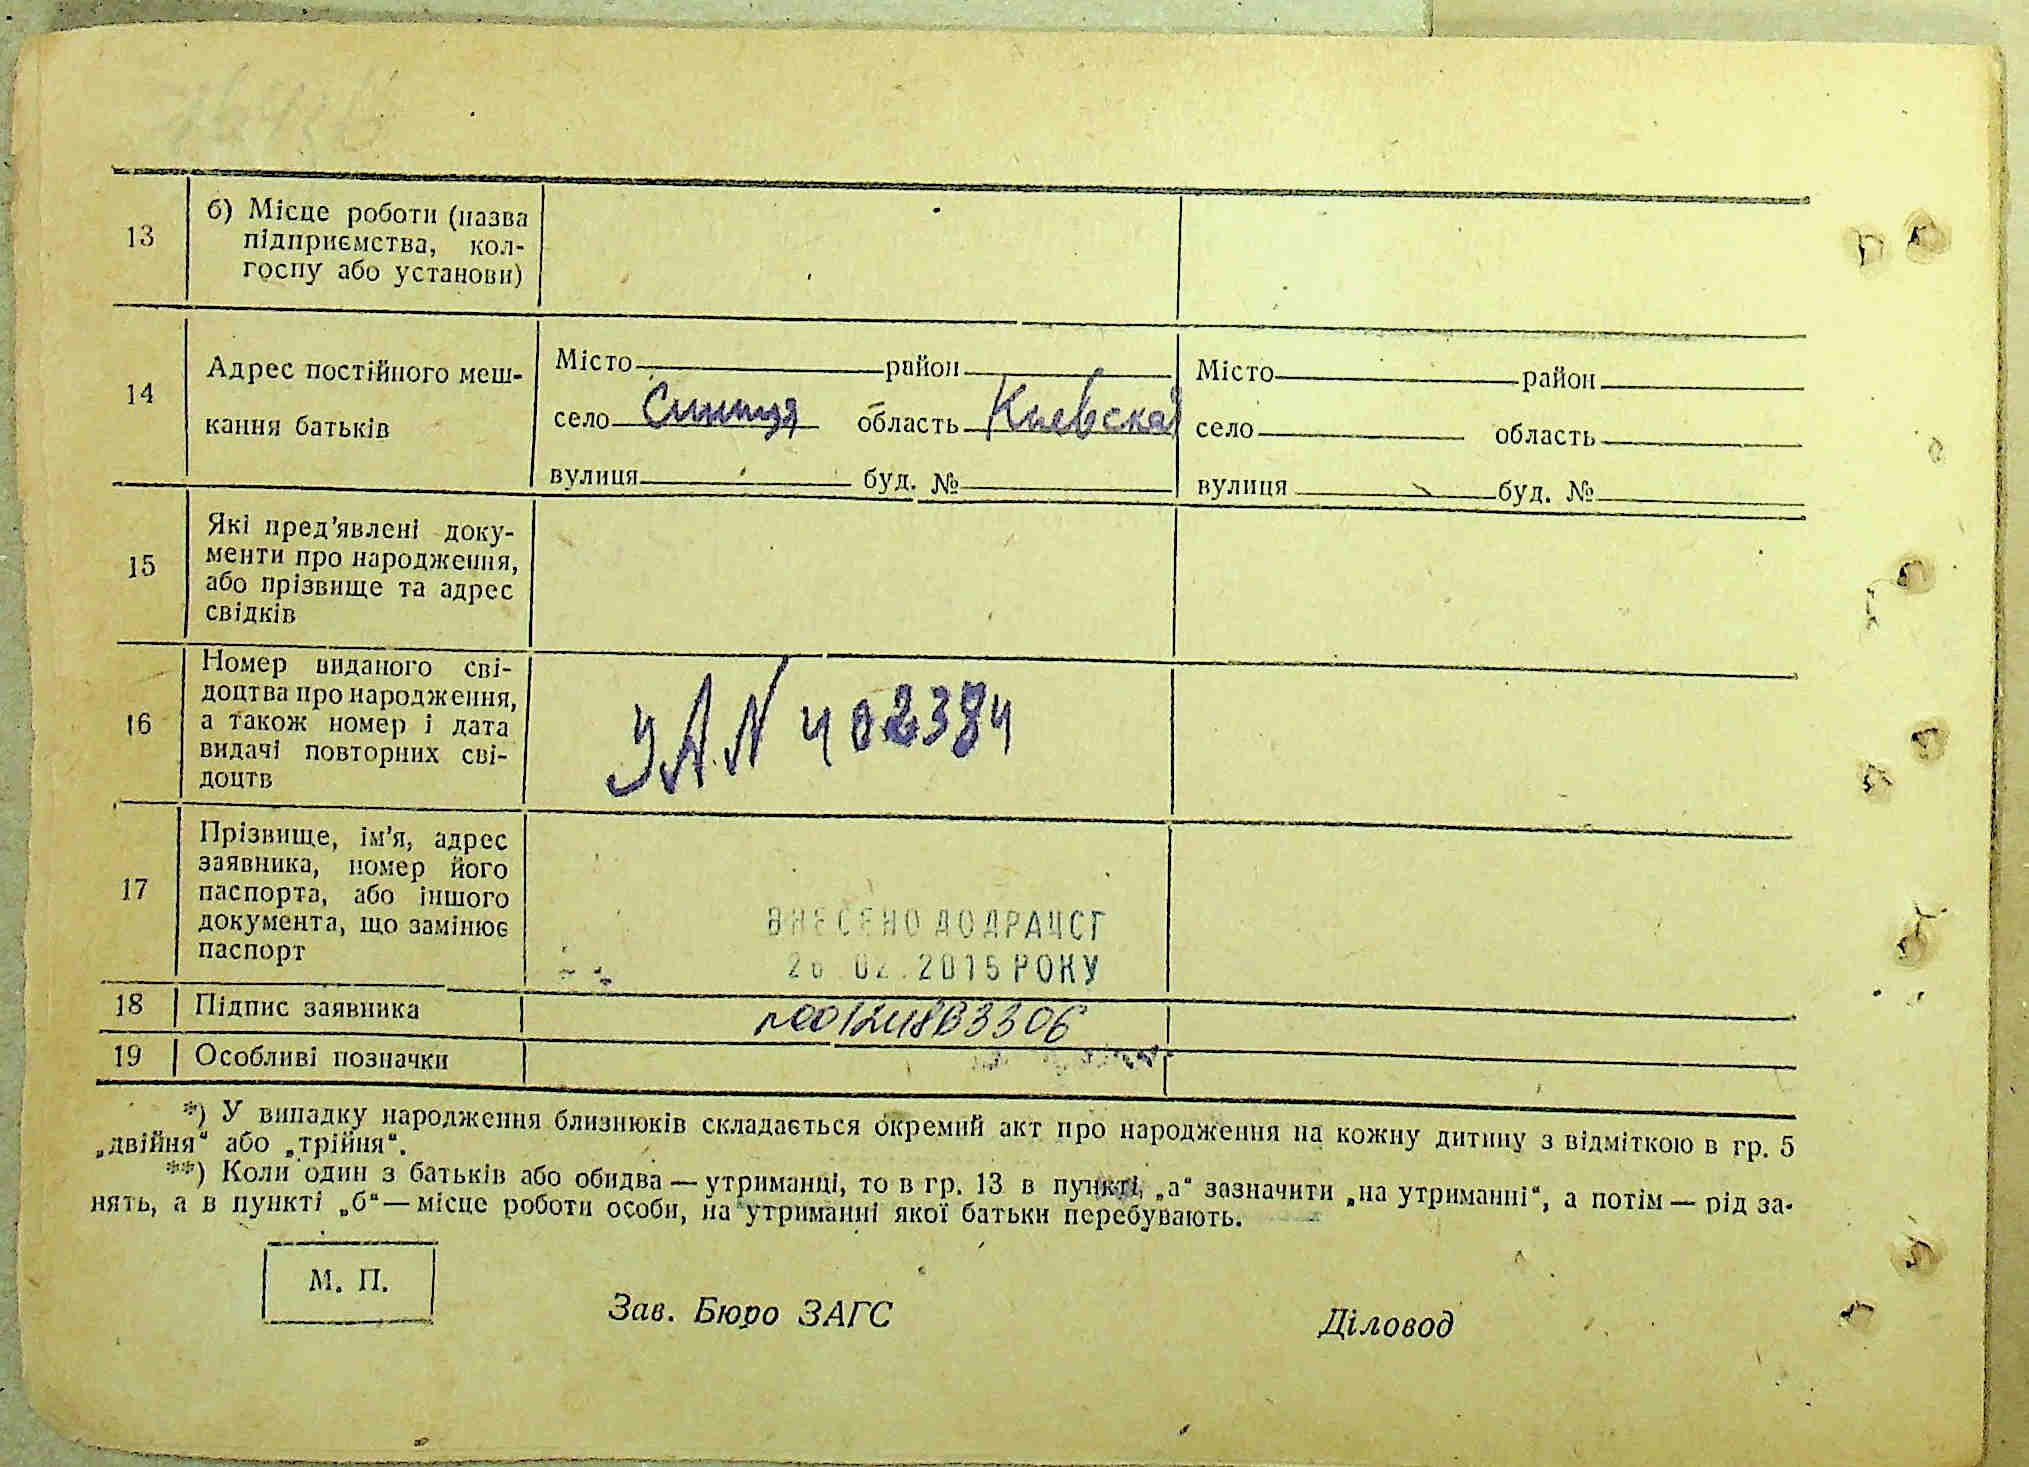 13
б) Місце роботи (назва
підприємства, кол-
госпу або установи)
14
Адрес постійного меш-
кання батьків
Місто район
село Синиця область Киевская
вулиця буд. №
Місто район
село область
вулиця буд. №
15
Які пред'явлені доку-
менти про народження,
або прізвище та адрес
свідків
16
Номер виданого сві-
доцтва про народження,
а також номер і дата
видачі повторних сві-
доцтв
УА N 402384
17
Прізвище, ім'я, адрес
заявника, номер його
паспорта, або іншого
документа, що замінює
паспорт
ВНЕСЕНО ДО ДРАЦСГ
26.02.2015 РОКУ
18 Підпис заявника
19 Особливі позначки
*) У випадку народження близнюків складається окремий акт про народження на кожну дитину з відміткою в гр. 5
„двійня“ або „трійня“.
**) Коли один з батьків або обидва — утриманці, то в гр. 13 в пункті „а“ зазначити „на утриманні“, а потім — рід за-
нять, а в пункті „б“ — місце роботи особи, на утриманні якої батьки перебувають.
М. П.
Зав. Бюро ЗАГС
Діловод